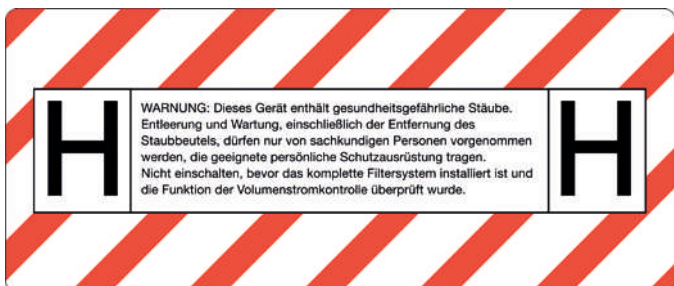 H
WARNUNG: Dieses Gerät enthält gesundheitsgefährliche Stäube.
Entleerung und Wartung, einschließlich der Entfernung des
Staubbeutels, dürfen nur von sachkundigen Personen vorgenommen
werden, die geeignete persönliche Schutzausrüstung tragen.
Nicht einschalten, bevor das komplette Filtersystem installiert ist und
die Funktion der Volumenstromkontrolle überprüft wurde.
H